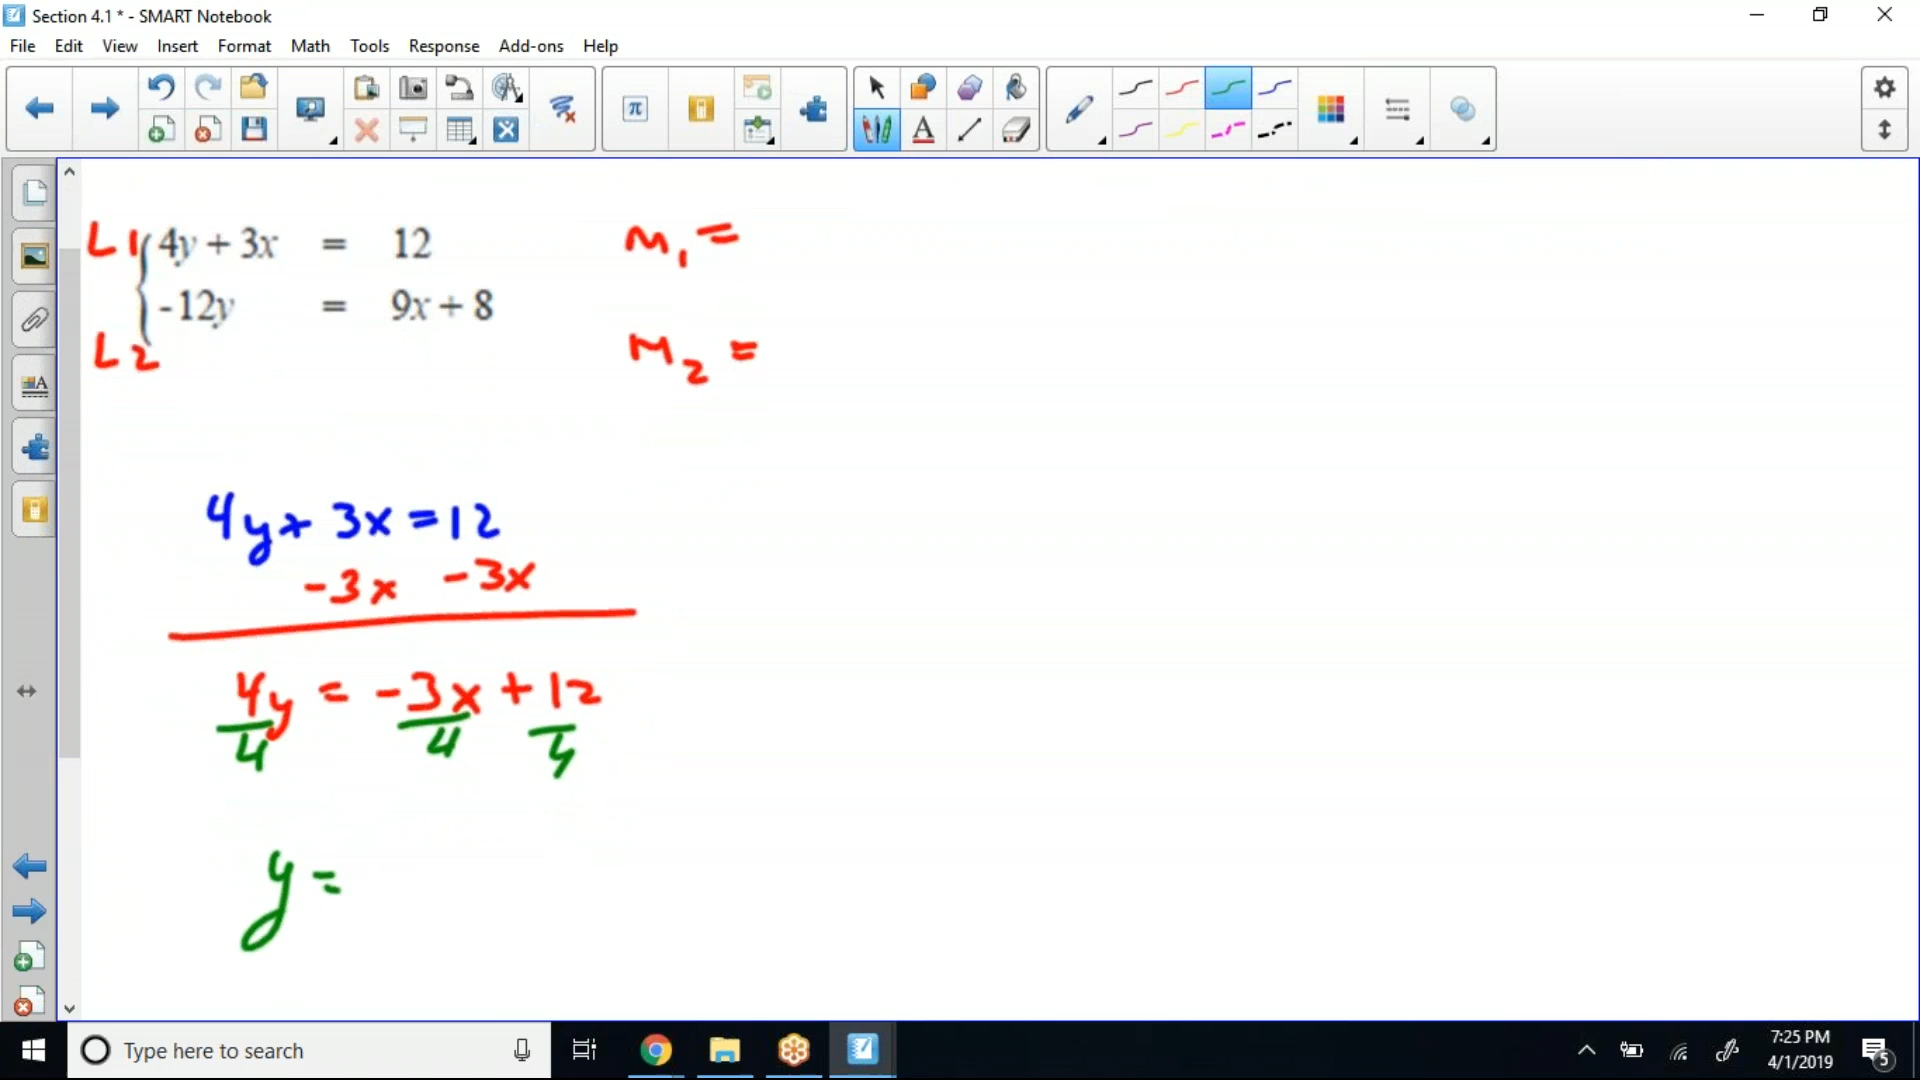 Section 4.1 * - SMART Notebook
File Edit View Insert Format Math Tools Response Add-ons Help
π
A
A
L1 4y + 3x = 12 M₁ =
-12y = 9x + 8
L2 M₂ =
4y + 3x = 12
-3x -3x
4y = -3x + 12
4 4 4
y =
Type here to search
7:25 PM
4/1/2019
5